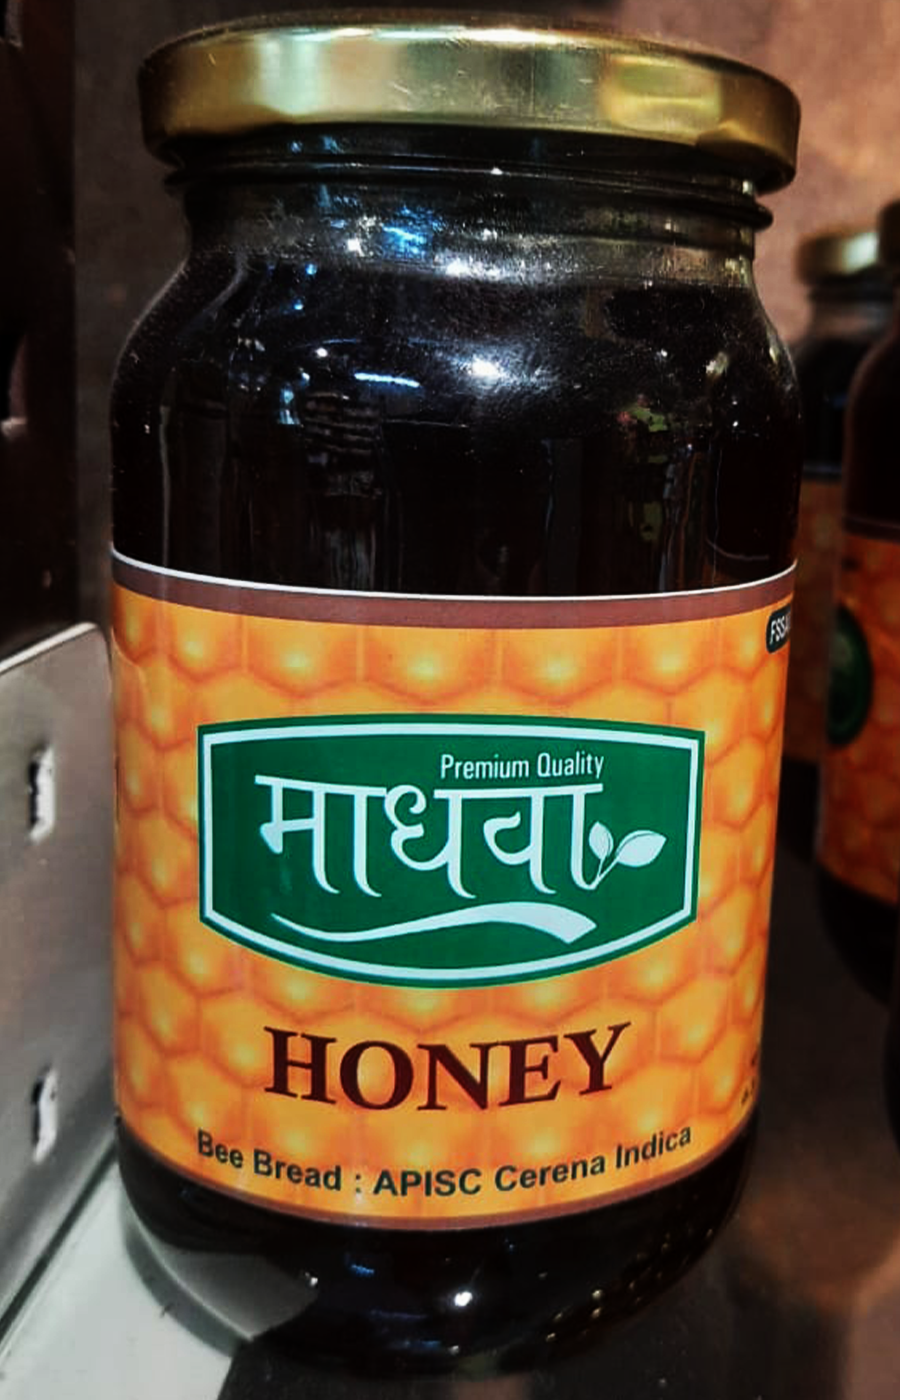 Premium Quality
माधवा
HONEY
Bee Bread : APISC Cerena Indica